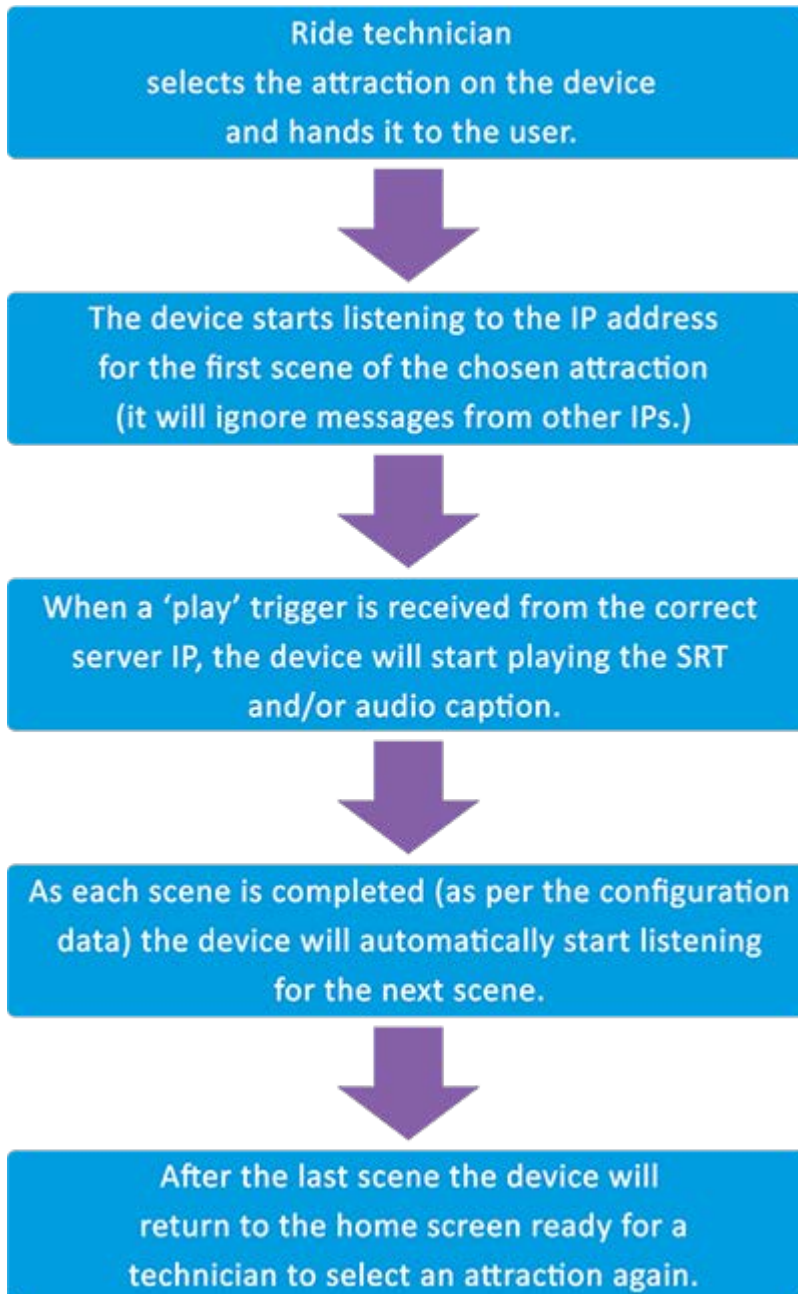 Ride technician
selects the attraction on the device
and hands it to the user.
The device starts listening to the IP address
for the first scene of the chosen attraction
(it will ignore messages from other IPs.)
When a ‘play’ trigger is received from the correct
server IP, the device will start playing the SRT
and/or audio caption.
As each scene is completed (as per the configuration
data) the device will automatically start listening
for the next scene.
After the last scene the device will
return to the home screen ready for a
technician to select an attraction again.